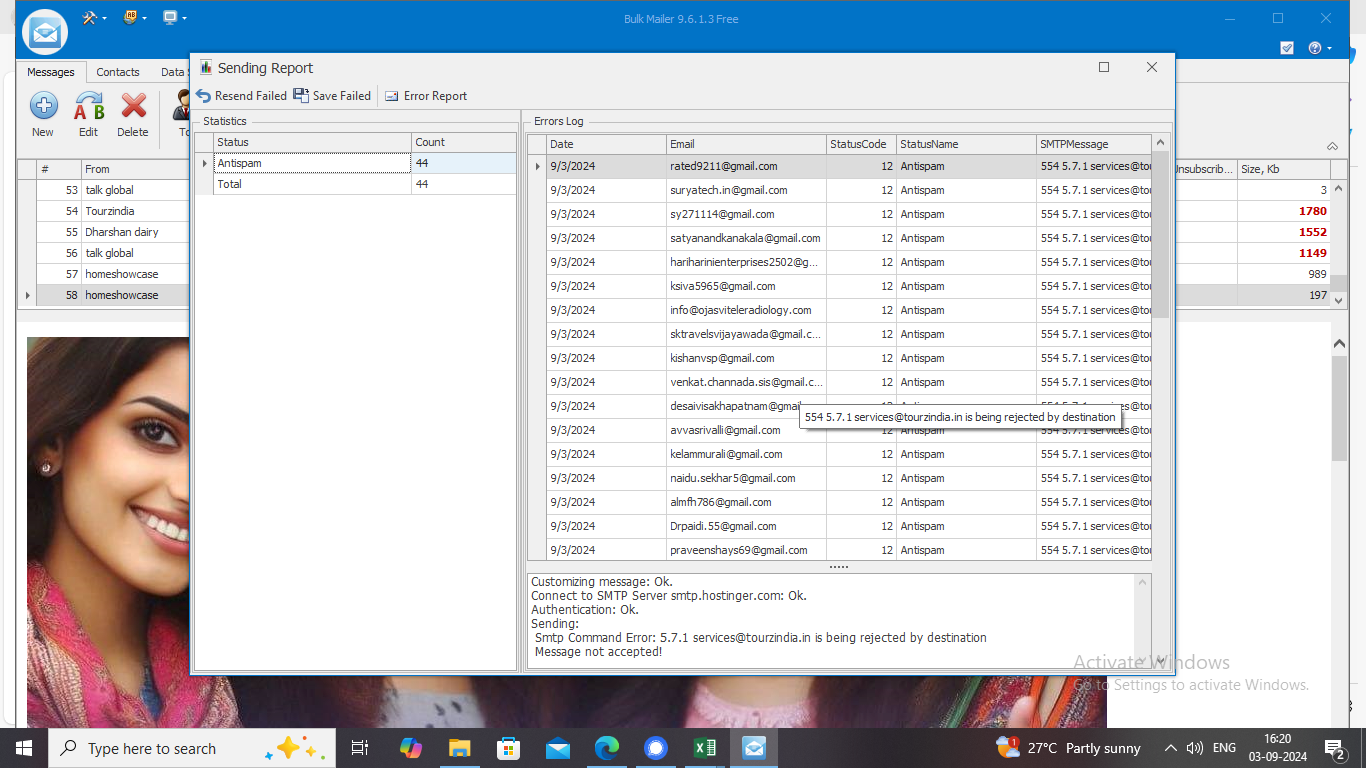 Bulk Mailer 9.6.1.3 Free
Messages
Contacts
Data
New
Edit
Delete
#
From
53 talk global
54 Tourzindia
55 Dharshan dairy
56 talk global
57 homeshowcase
58 homeshowcase
Sending Report
Resend Failed
Save Failed
Error Report
Statistics
Status Count
Antispam 44
Total 44
Errors Log
Date Email StatusCode StatusName SMTPMessage
9/3/2024 rated9211@gmail.com 12 Antispam 554 5.7.1 services@tou
9/3/2024 suryatech.in@gmail.com 12 Antispam 554 5.7.1 services@tou
9/3/2024 sy271114@gmail.com 12 Antispam 554 5.7.1 services@tou
9/3/2024 satyanandkanakala@gmail.com 12 Antispam 554 5.7.1 services@tou
9/3/2024 hariharinienterprises2502@g... 12 Antispam 554 5.7.1 services@tou
9/3/2024 ksiva5965@gmail.com 12 Antispam 554 5.7.1 services@tou
9/3/2024 info@ojasviteleradiology.com 12 Antispam 554 5.7.1 services@tou
9/3/2024 sktravelsvijayawada@gmail.c... 12 Antispam 554 5.7.1 services@tou
9/3/2024 kishanvsp@gmail.com 12 Antispam 554 5.7.1 services@tou
9/3/2024 venkat.channada.sis@gmail.c... 12 Antispam 554 5.7.1 services@tou
9/3/2024 desaivisakhapatnam@gmail
554 5.7.1 services@tourzindia.in is being rejected by destination
9/3/2024 avvasrivalli@gmail.com 12 Antispam 554 5.7.1 services@tou
9/3/2024 kelammurali@gmail.com 12 Antispam 554 5.7.1 services@tou
9/3/2024 naidu.sekhar5@gmail.com 12 Antispam 554 5.7.1 services@tou
9/3/2024 almfh786@gmail.com 12 Antispam 554 5.7.1 services@tou
9/3/2024 Drpaidi.55@gmail.com 12 Antispam 554 5.7.1 services@tou
9/3/2024 praveenshays69@gmail.com 12 Antispam 554 5.7.1 services@tou
Customizing message: Ok.
Connect to SMTP Server smtp.hostinger.com: Ok.
Authentication: Ok.
Sending:
Smtp Command Error: 5.7.1 services@tourzindia.in is being rejected by destination
Message not accepted!
Unsubscrib... Size, Kb
3
1780
1552
1149
989
197
Activate Windows
Go to Settings to activate Windows.
Type here to search
27°C Partly sunny
ENG
16:20
03-09-2024
2